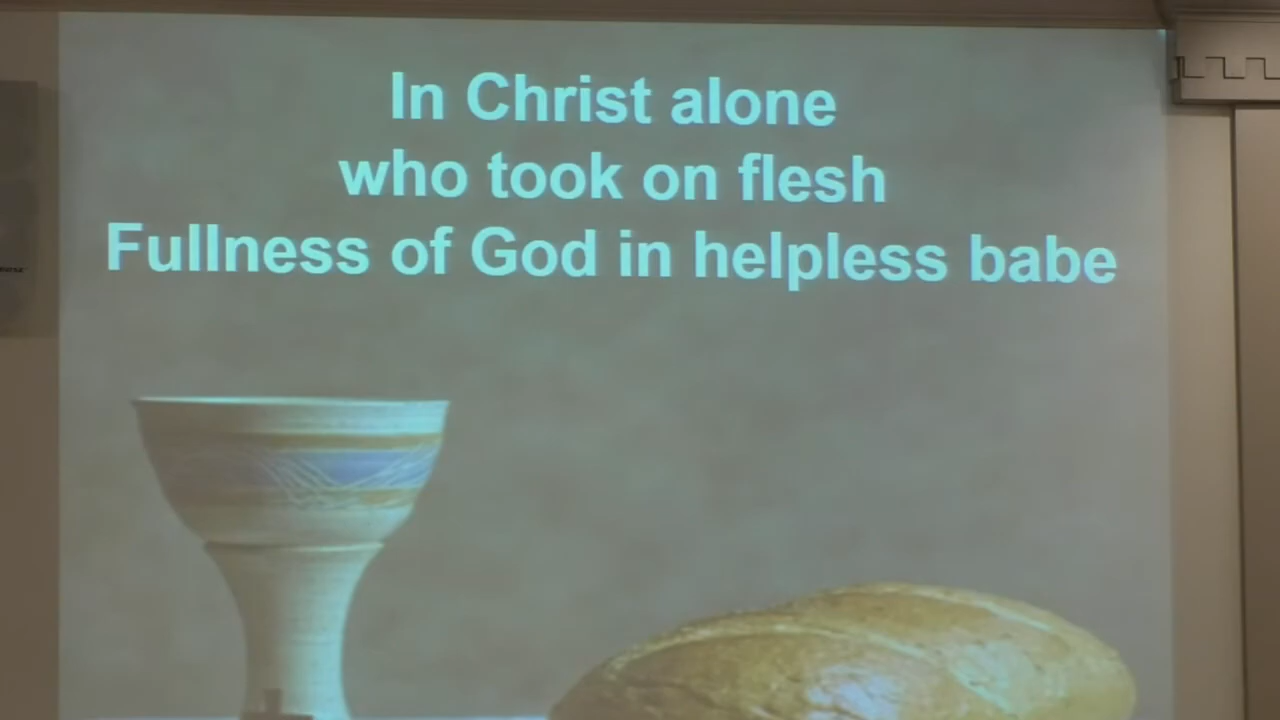 In Christ alone
who took on flesh
Fullness of God in helpless babe